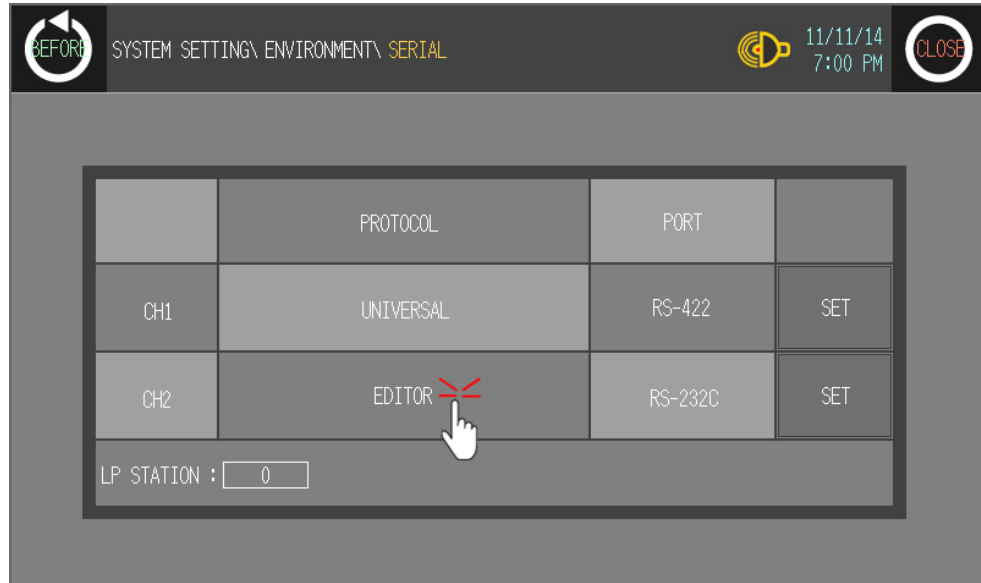 BEFORE SYSTEM SETTING\ ENVIRONMENT\ SERIAL 11/11/14 CLOSE
7:00 PM
PROTOCOL PORT
CH1 UNIVERSAL RS-422 SET
CH2 EDITOR RS-232C SET
LP STATION : 0